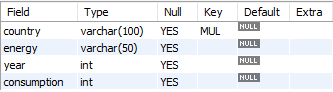 Field Type Null Key Default Extra
country varchar(100) YES MUL NULL
energy varchar(50) YES NULL
year int YES NULL
consumption int YES NULL